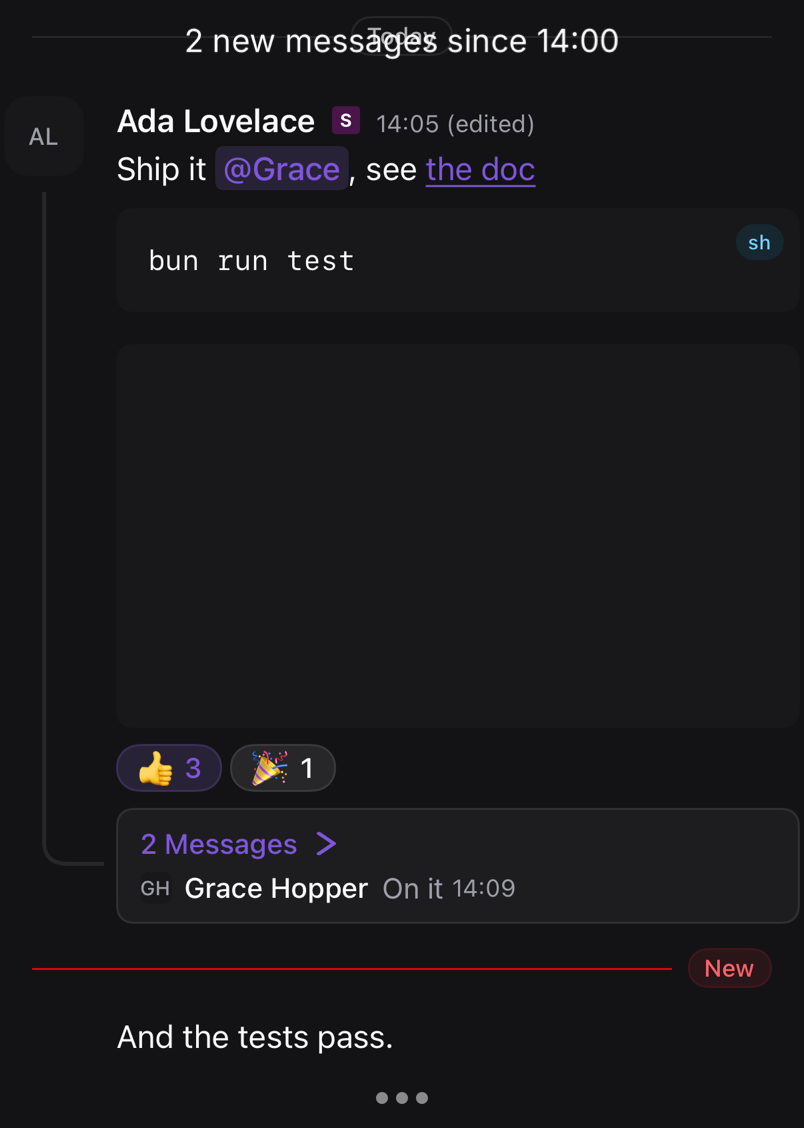 Today
2 new messages since 14:00
AL
Ada Lovelace S 14:05 (edited)
Ship it @Grace, see the doc
sh
bun run test
👍 3 🎉 1
2 Messages >
GH Grace Hopper On it 14:09
New
And the tests pass.